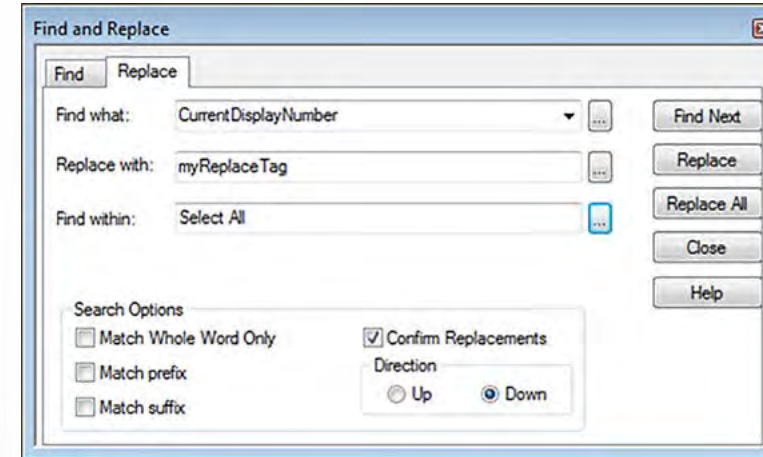 Find and Replace
Find Replace
Find what: CurrentDisplayNumber ... Find Next
Replace with: myReplaceTag ... Replace
Find within: Select All ... Replace All
Close
Help
Search Options
Match Whole Word Only Confirm Replacements
Match prefix Direction
Up Down
Match suffix